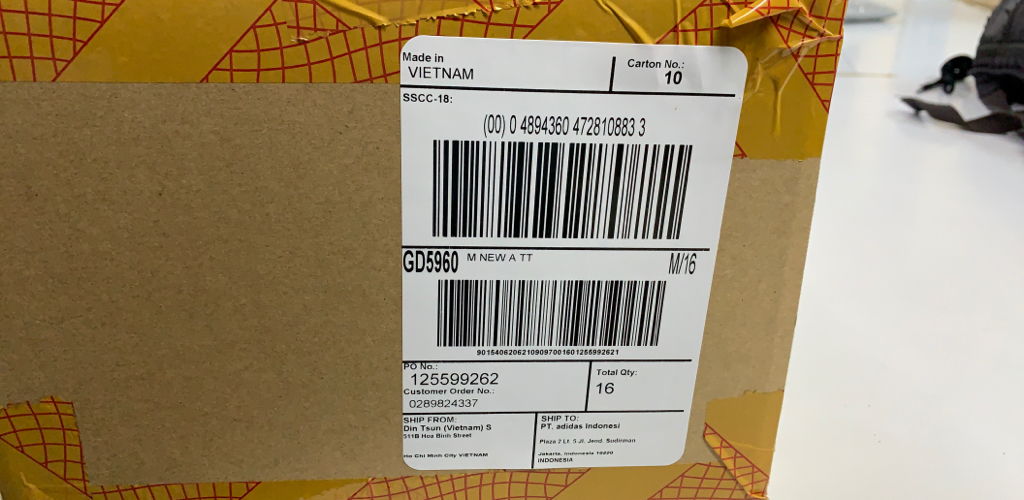 Made in
VIETNAM
Carton No.:
10
SSCC-18:
(00) 0 4894360 472810883 3
GD5960 M NEW A TT M/16
9015406206210909700160125599262​1
PO No.:
125599262
Customer Order No.:
0289824337
Total Qty:
16
SHIP FROM:
Din Tsun (Vietnam) S
511B Hoa Binh Street
Ho Chi Minh City VIETNAM
SHIP TO:
PT. adidas Indonesi
Plaza 2 Lt. 5 Jl. Jend. Sudirman
Jakarta, Indonesia 10220
INDONESIA